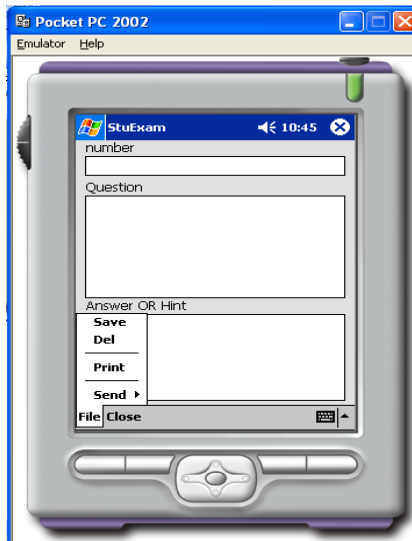 Pocket PC 2002
Emulator Help
StuExam 10:45
number
Question
Answer OR Hint
Save
Del
Print
Send
File Close